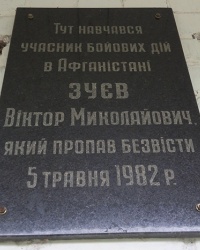 Тут навчався
учасник бойових дій
в Афганістані
ЗУЄВ
Віктор Миколайович,
який пропав безвісти
5 травня 1982 р.